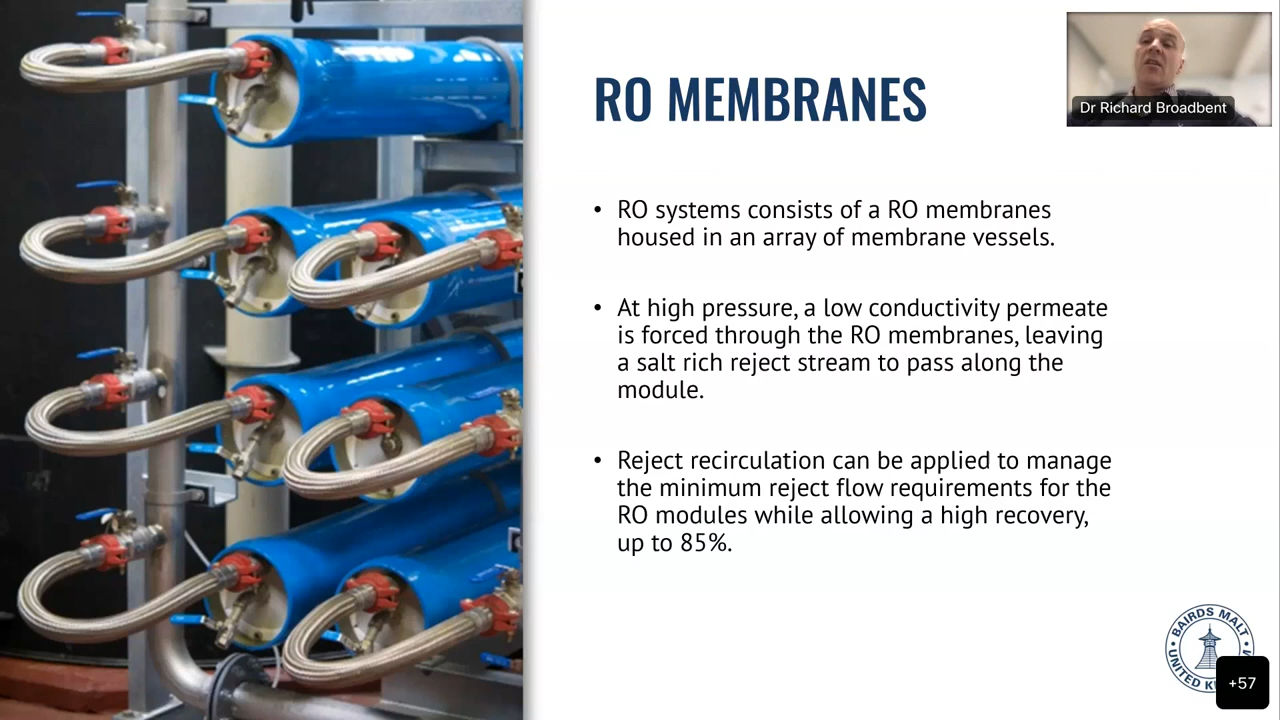 RO MEMBRANES
Dr Richard Broadbent
• RO systems consists of a RO membranes
housed in an array of membrane vessels.
• At high pressure, a low conductivity permeate
is forced through the RO membranes, leaving
a salt rich reject stream to pass along the
module.
• Reject recirculation can be applied to manage
the minimum reject flow requirements for the
RO modules while allowing a high recovery,
up to 85%.
BAIRDS MALT
UNITED
+57